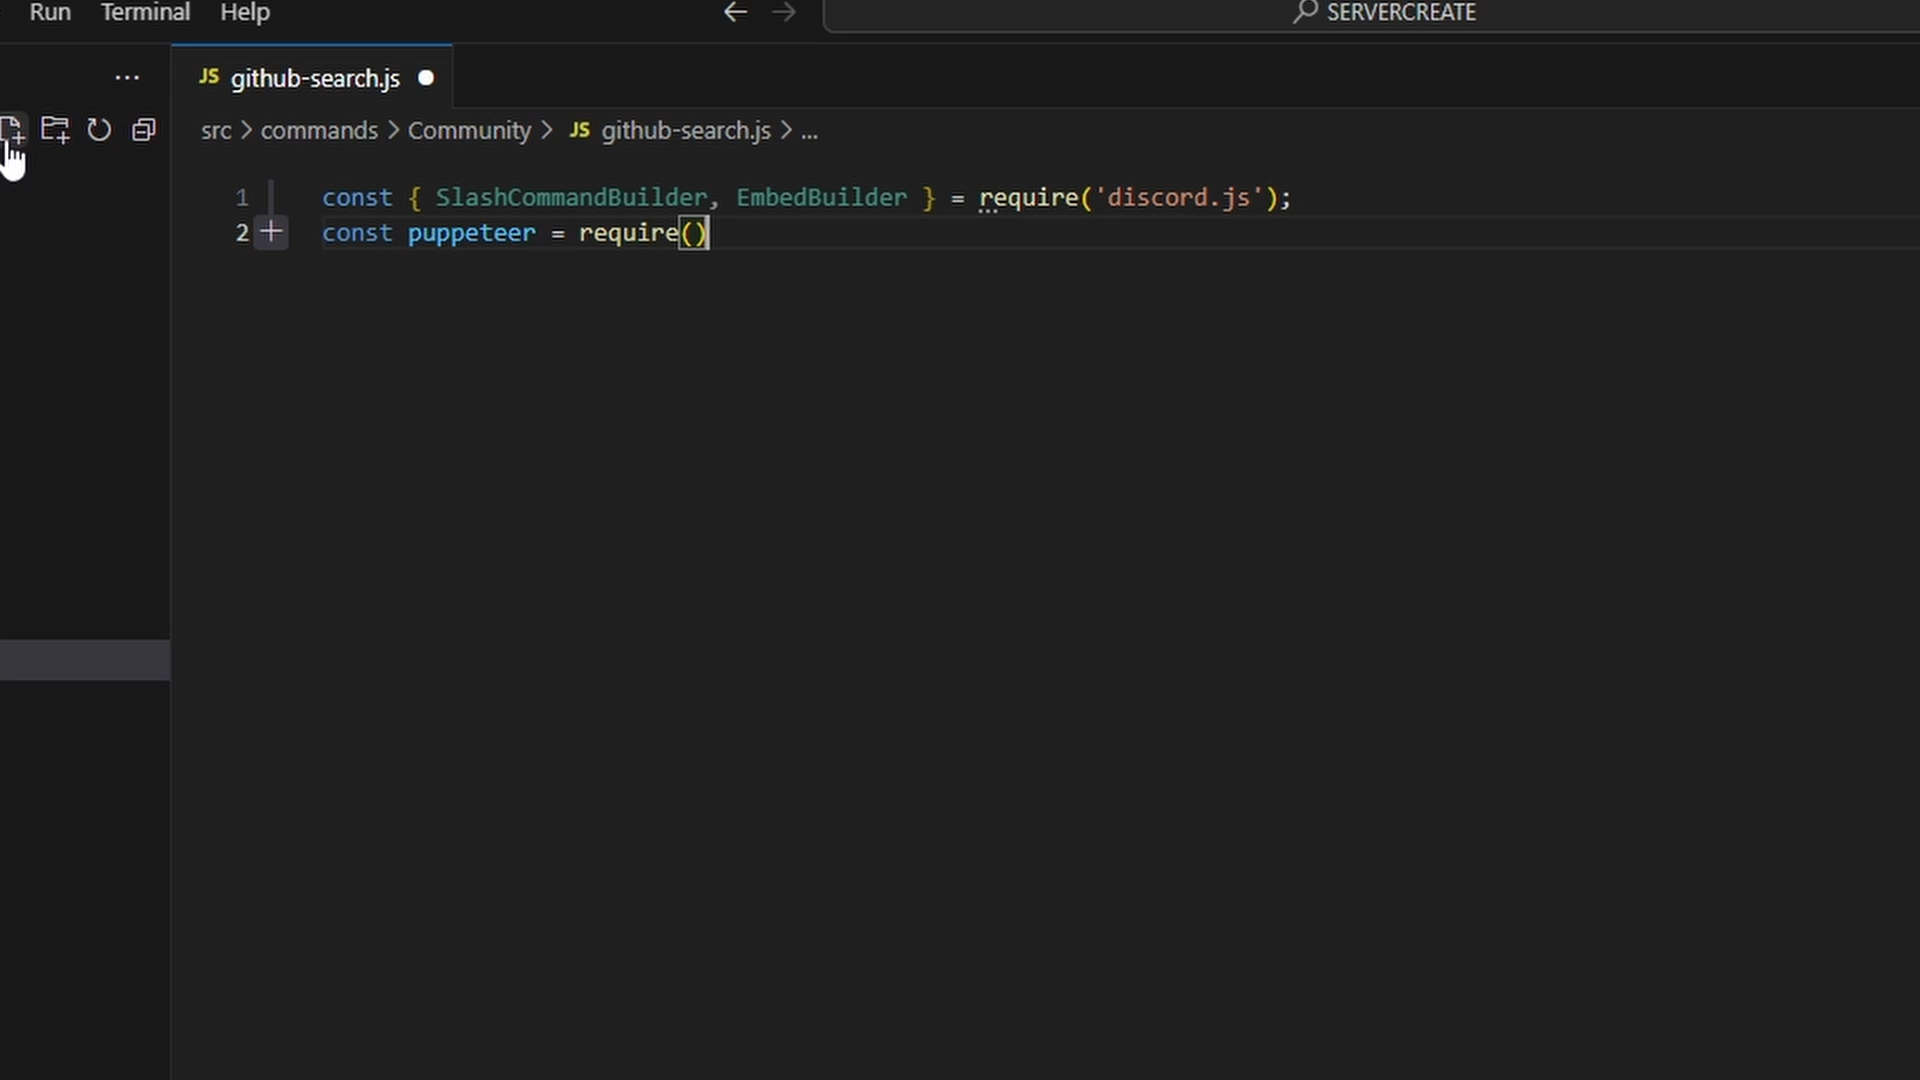 Run Terminal Help SERVERCREATE
... JS github-search.js
src > commands > Community > JS github-search.js > ...
1 const { SlashCommandBuilder, EmbedBuilder } = require('discord.js');
2 const puppeteer = require()